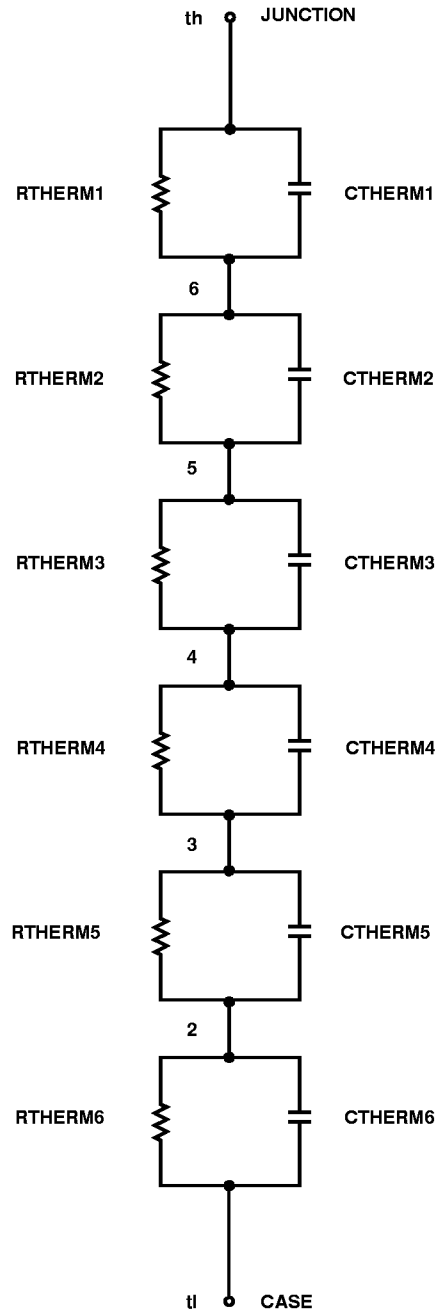 th JUNCTION
RTHERM1 CTHERM1
6
RTHERM2 CTHERM2
5
RTHERM3 CTHERM3
4
RTHERM4 CTHERM4
3
RTHERM5 CTHERM5
2
RTHERM6 CTHERM6
tl CASE